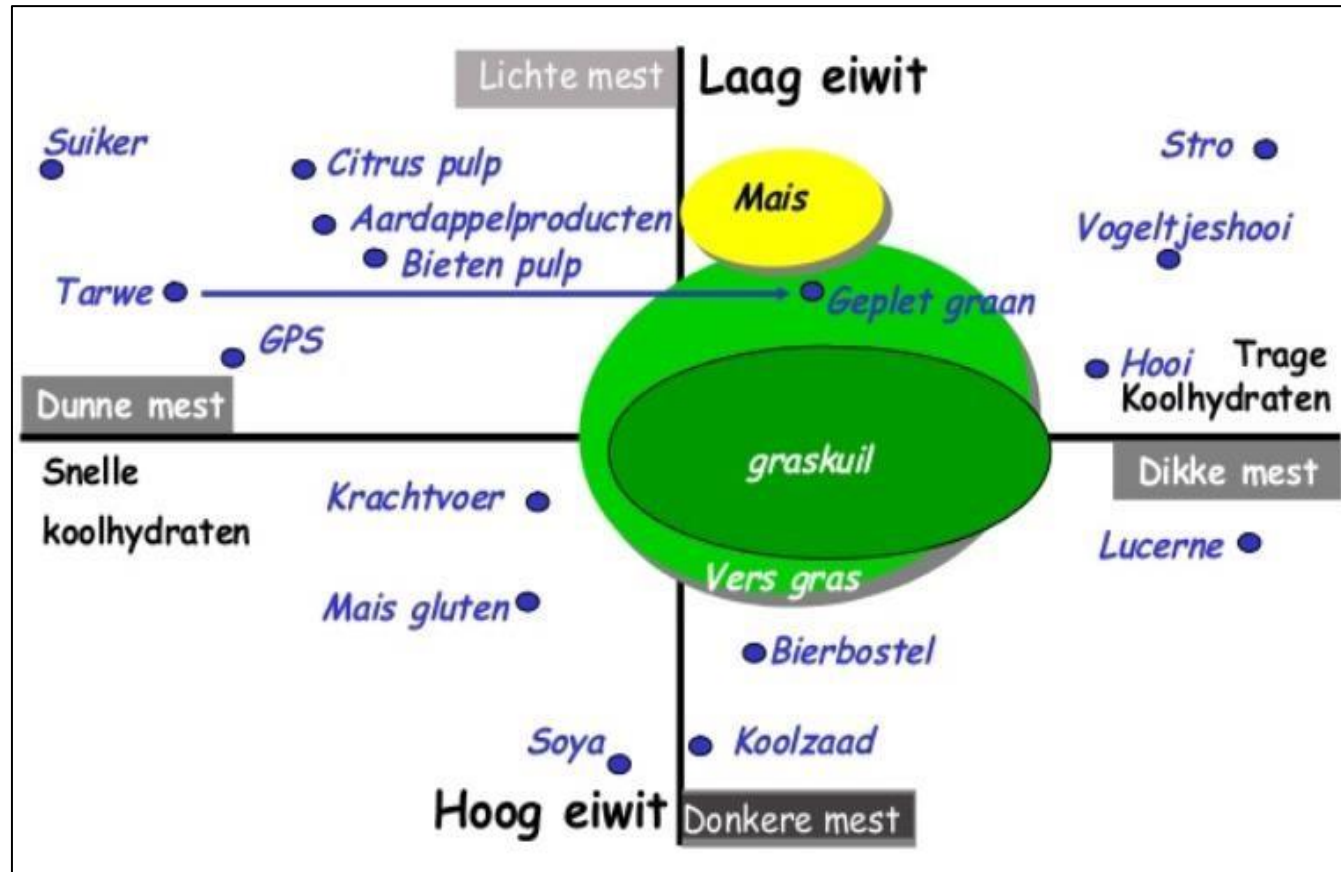 Lichte mest
Laag eiwit
Suiker
Citrus pulp
Stro
Mais
Aardappelproducten
Vogeltjeshooi
Bieten pulp
Tarwe
Geplet graan
GPS
Hooi
Trage
Koolhydraten
Dunne mest
Snelle
koolhydraten
graskuil
Dikke mest
Krachtvoer
Lucerne
Vers gras
Mais gluten
Bierbostel
Soya
Koolzaad
Hoog eiwit
Donkere mest